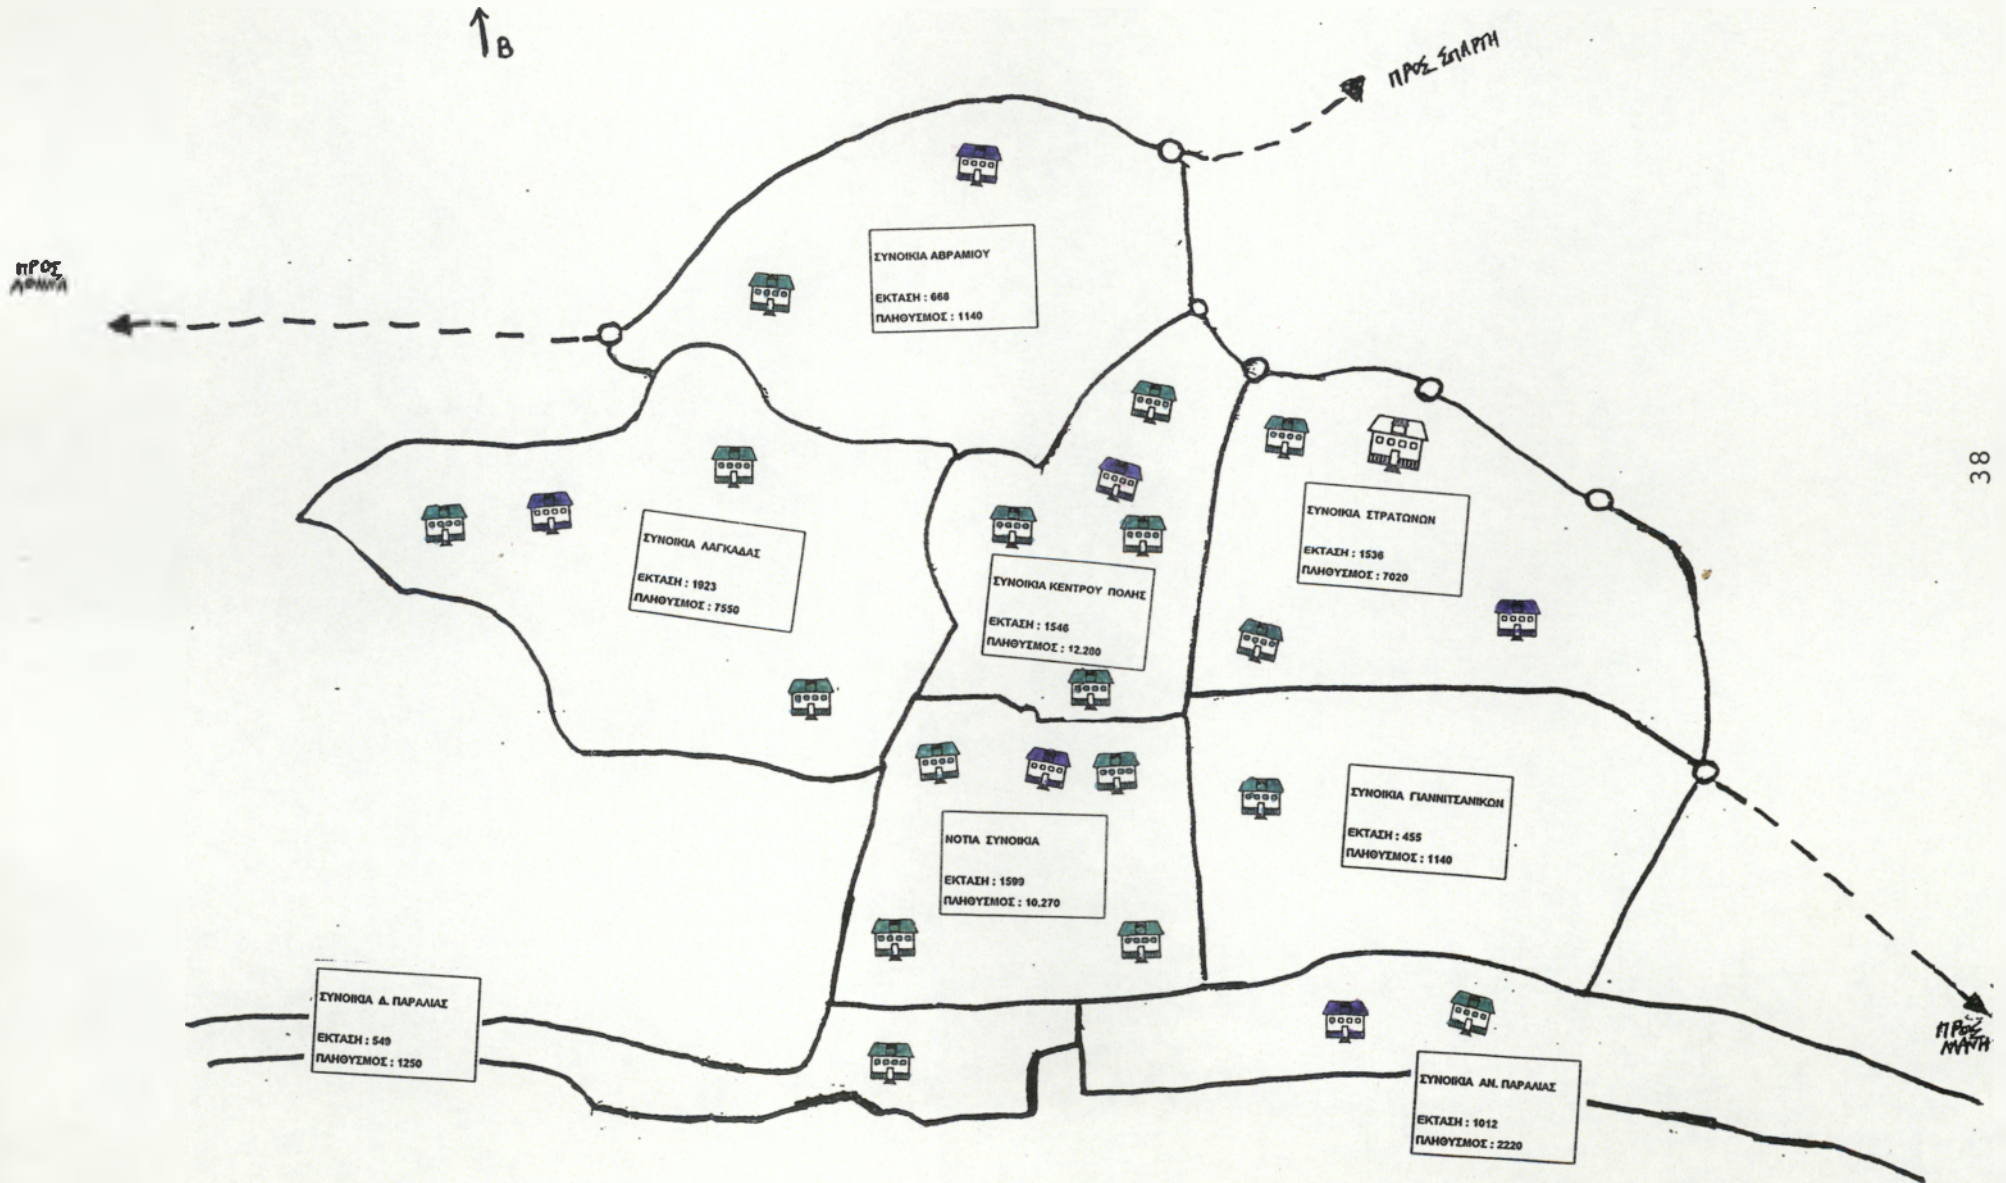 Β
ΠΡΟΣ ΣΠΑΡΤΗ
ΠΡΟΣ
ΣΥΝΟΙΚΙΑ ΑΒΡΑΜΙΟΥ
ΕΚΤΑΣΗ : 668
ΠΛΗΘΥΣΜΟΣ : 1140
38
ΣΥΝΟΙΚΙΑ ΛΑΓΚΑΔΑΣ
ΕΚΤΑΣΗ : 1923
ΠΛΗΘΥΣΜΟΣ : 7550
ΣΥΝΟΙΚΙΑ ΚΕΝΤΡΟΥ ΠΟΛΗΣ
ΕΚΤΑΣΗ : 1546
ΠΛΗΘΥΣΜΟΣ : 12.200
ΣΥΝΟΙΚΙΑ ΣΤΡΑΤΩΝΩΝ
ΕΚΤΑΣΗ : 1536
ΠΛΗΘΥΣΜΟΣ : 7020
ΝΟΤΙΑ ΣΥΝΟΙΚΙΑ
ΕΚΤΑΣΗ : 1599
ΠΛΗΘΥΣΜΟΣ : 10.270
ΣΥΝΟΙΚΙΑ ΓΙΑΝΝΙΤΣΑΝΙΚΩΝ
ΕΚΤΑΣΗ : 455
ΠΛΗΘΥΣΜΟΣ : 1140
ΣΥΝΟΙΚΙΑ Δ. ΠΑΡΑΛΙΑΣ
ΕΚΤΑΣΗ : 549
ΠΛΗΘΥΣΜΟΣ : 1250
ΣΥΝΟΙΚΙΑ ΑΝ. ΠΑΡΑΛΙΑΣ
ΕΚΤΑΣΗ : 1012
ΠΛΗΘΥΣΜΟΣ : 2220
ΠΡΟΣ